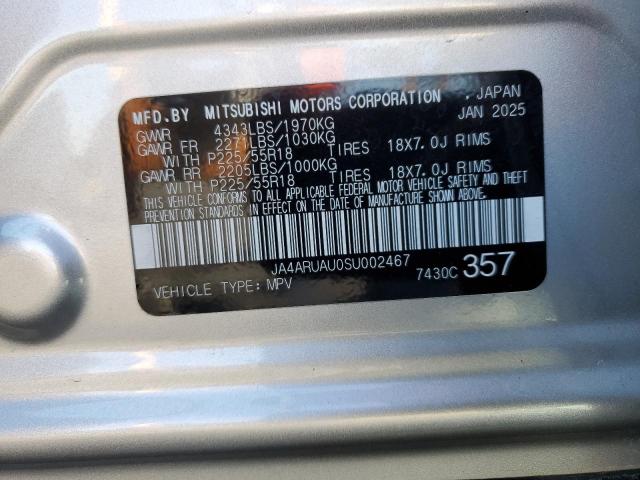 MFD.BY MITSUBISHI MOTORS CORPORATION . JAPAN
JAN 2025
GVWR 4343LBS/1970KG
GAWR FR 2271LBS/1030KG
WITH P225/55R18 TIRES 18X7.0J RIMS
GAWR RR 2205LBS/1000KG
WITH P225/55R18 TIRES 18X7.0J RIMS
THIS VEHICLE CONFORMS TO ALL APPLICABLE FEDERAL MOTOR VEHICLE SAFETY AND THEFT
PREVENTION STANDARDS IN EFFECT ON THE DATE OF MANUFACTURE SHOWN ABOVE.
JA4ARUAU0SU002467
7430C 357
VEHICLE TYPE: MPV